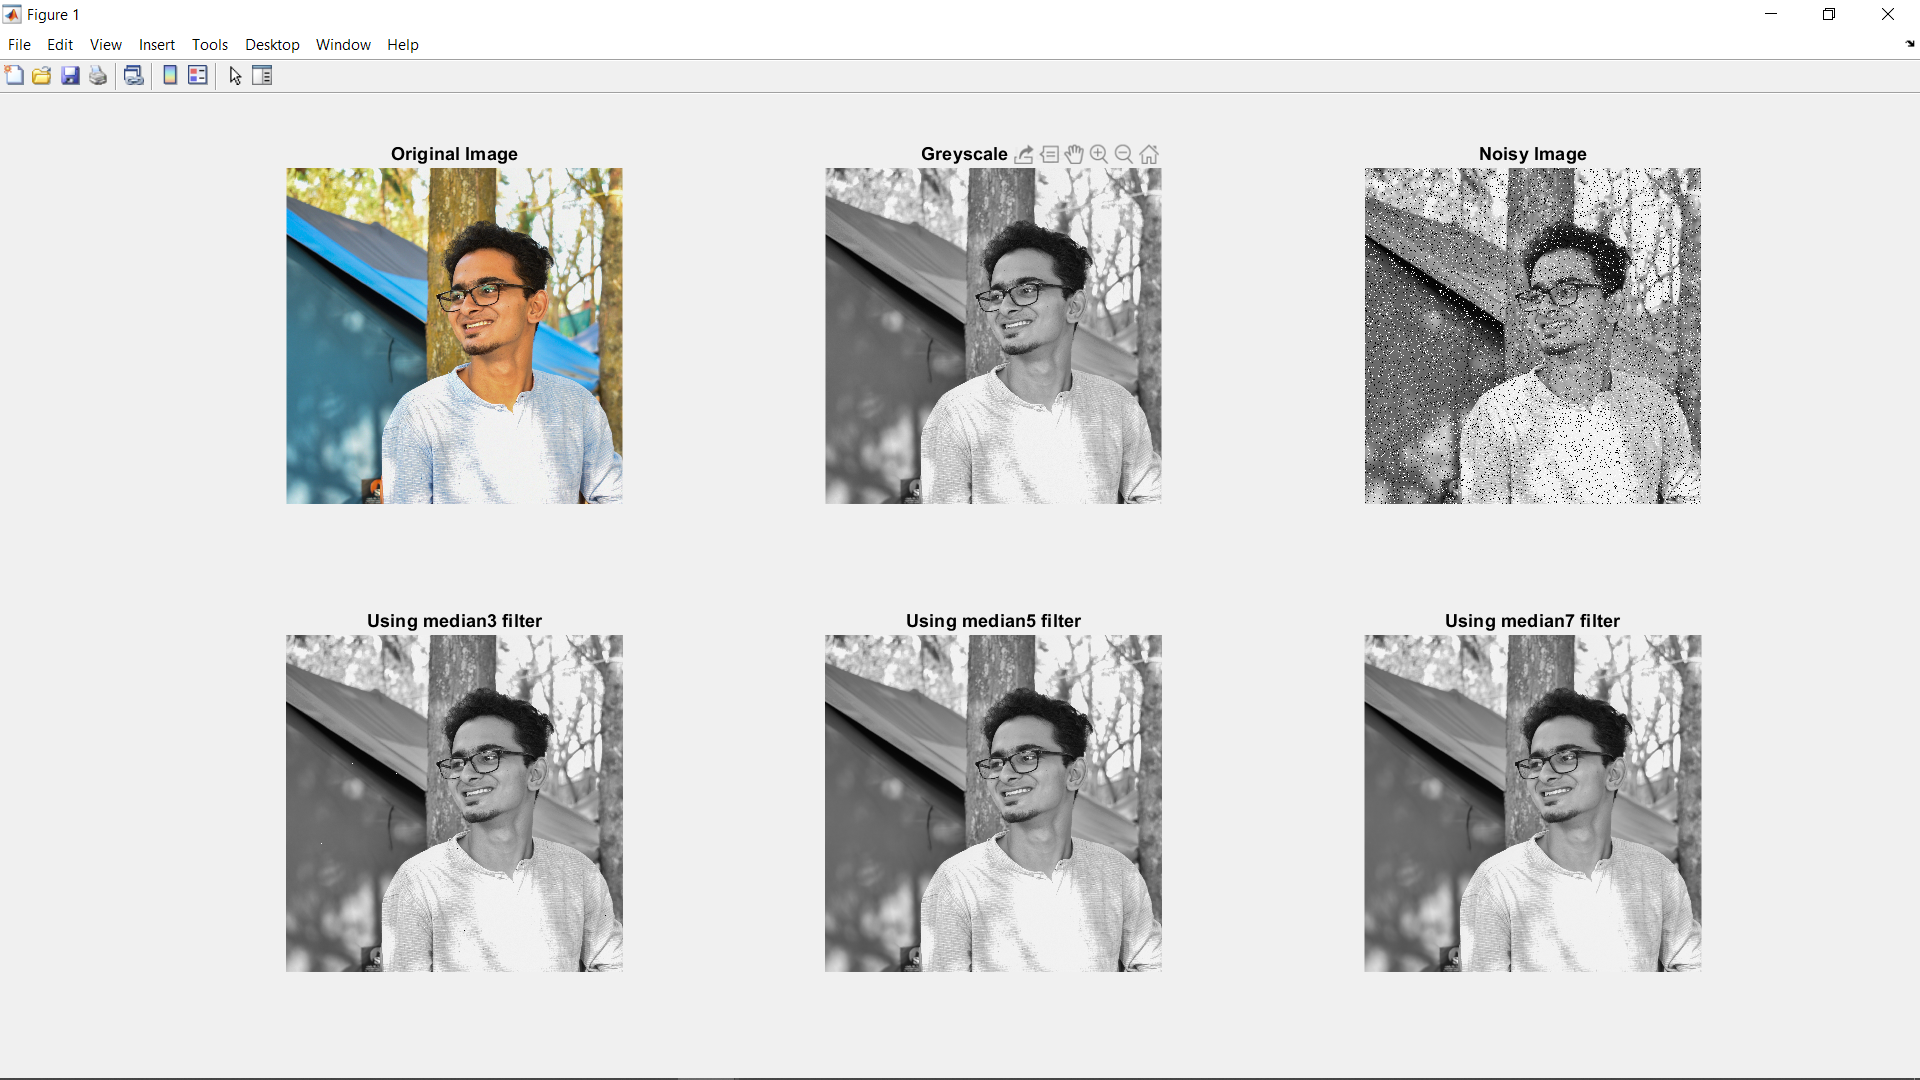 Figure 1
File Edit View Insert Tools Desktop Window Help
Original Image
Greyscale
Noisy Image
Using median3 filter
Using median5 filter
Using median7 filter